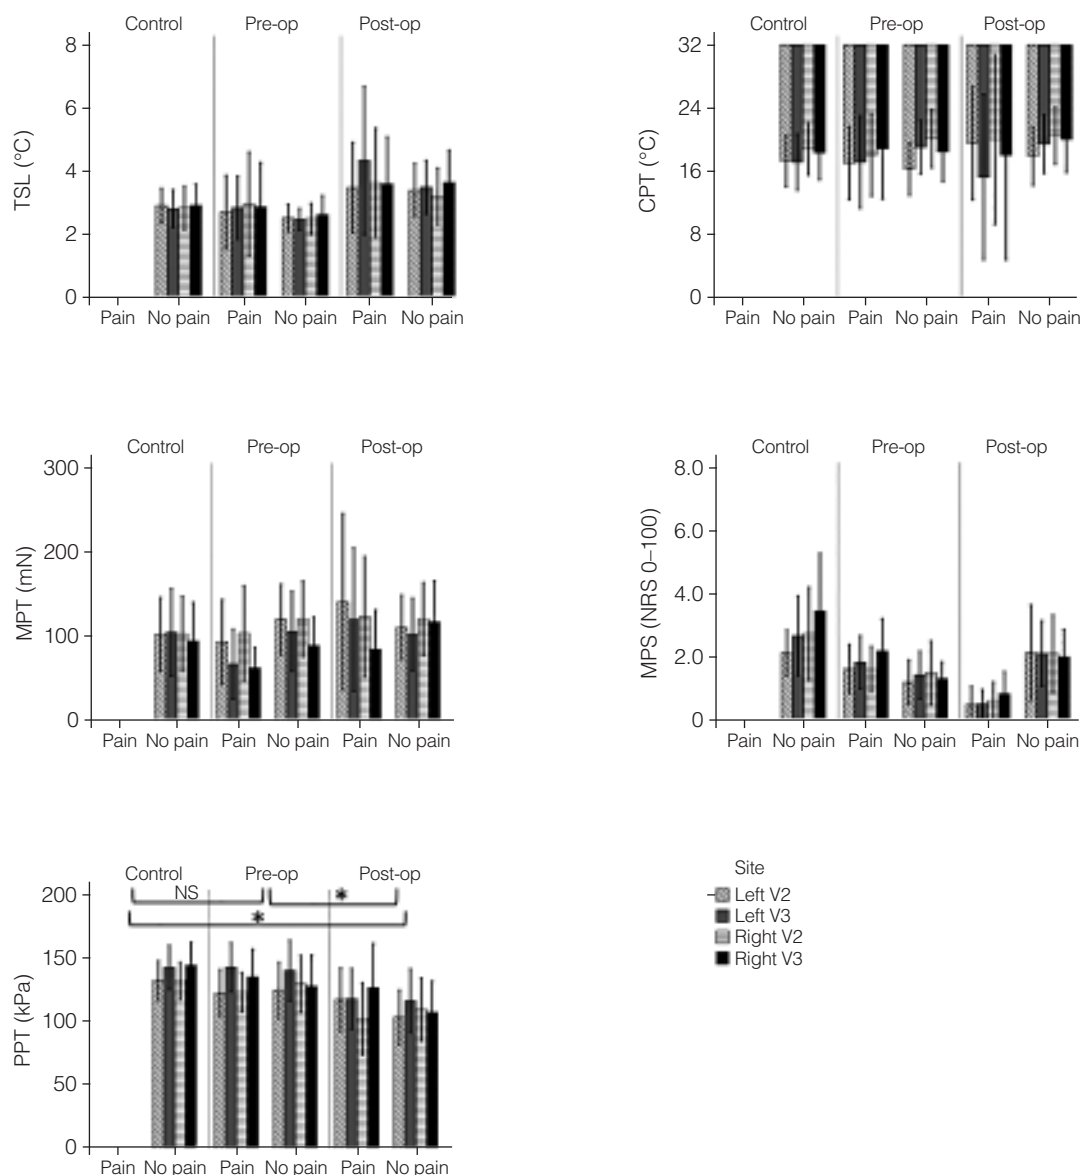 Control Pre-op Post-op
8
6
4
2
0
TSL (°C)
Pain No pain Pain No pain Pain No pain
Control Pre-op Post-op
32
24
16
8
0
CPT (°C)
Pain No pain Pain No pain Pain No pain
Control Pre-op Post-op
300
200
100
0
MPT (mN)
Pain No pain Pain No pain Pain No pain
Control Pre-op Post-op
8.0
6.0
4.0
2.0
0
MPS (NRS 0–100)
Pain No pain Pain No pain Pain No pain
Control Pre-op Post-op
NS *
*
200
150
100
50
0
PPT (kPa)
Pain No pain Pain No pain Pain No pain
Site
Left V2
Left V3
Right V2
Right V3